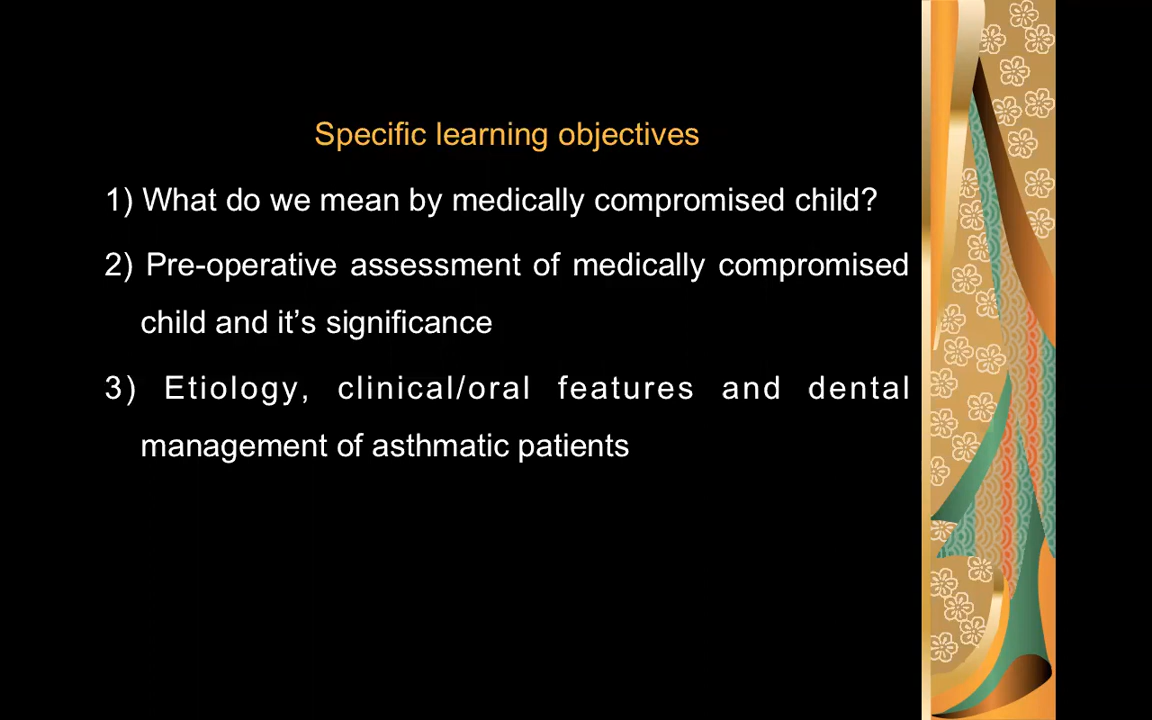 Specific learning objectives
1) What do we mean by medically compromised child?
2) Pre-operative assessment of medically compromised
child and it’s significance
3) Etiology, clinical/oral features and dental
management of asthmatic patients